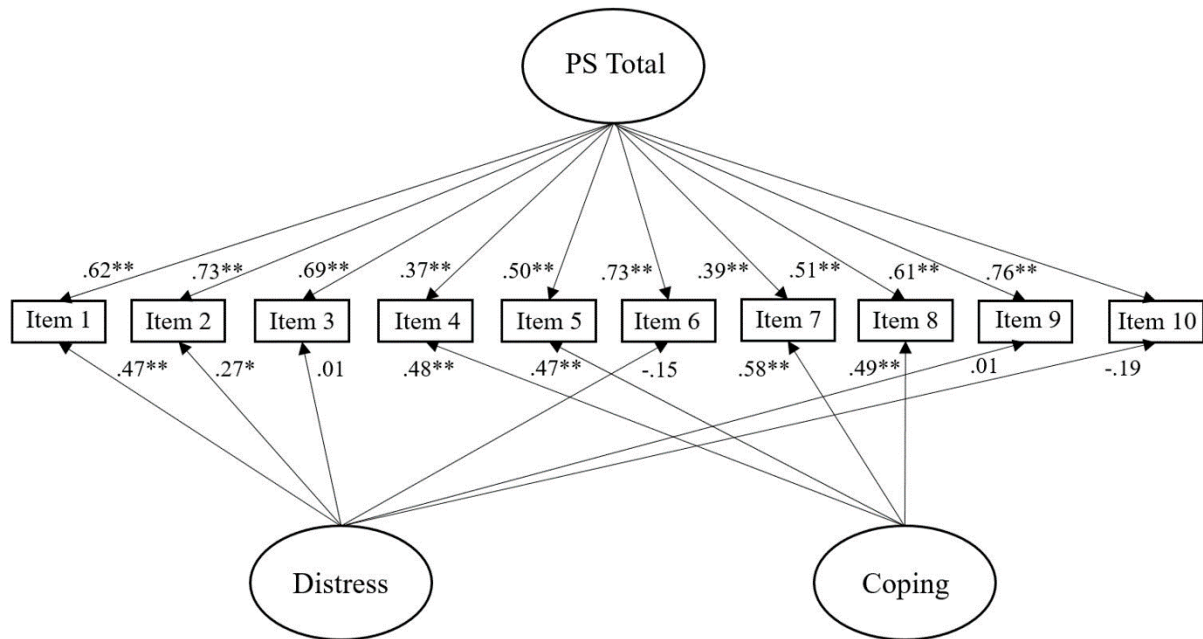 PS Total
.62** .73** .69** .37** .50** .73** .39** .51** .61** .76**
Item 1 Item 2 Item 3 Item 4 Item 5 Item 6 Item 7 Item 8 Item 9 Item 10
.47** .27* .01 .48** .47** -.15 .58** .49** .01 -.19
Distress Coping